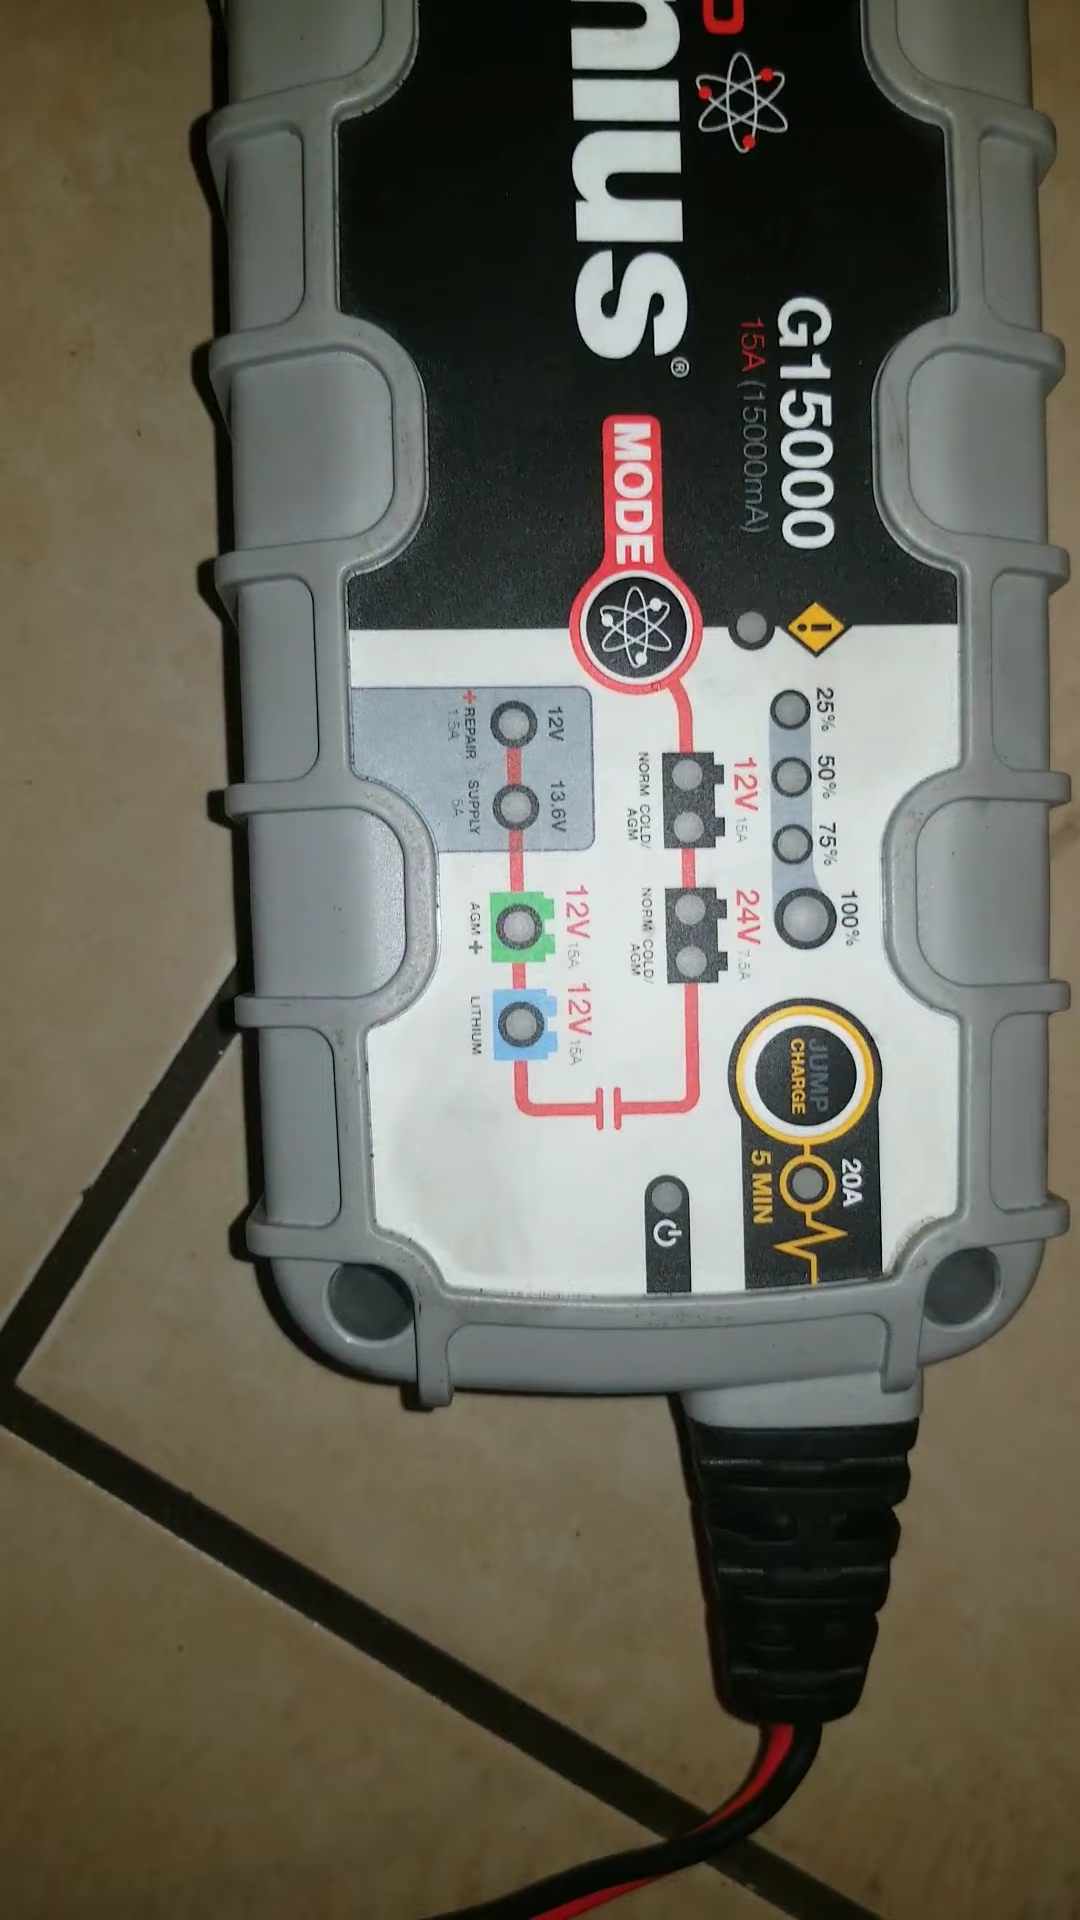 nius®
G15000
15A (15000mA)
MODE
!
25% 50% 75% 100%
12V 15A
NORM COLD/
AGM
24V 7.5A
NORM COLD/
AGM
JUMP
CHARGE
20A
5 MIN
12V 13.6V
+REPAIR SUPPLY
1.5A 5A
12V 15A
AGM +
12V 15A
LITHIUM